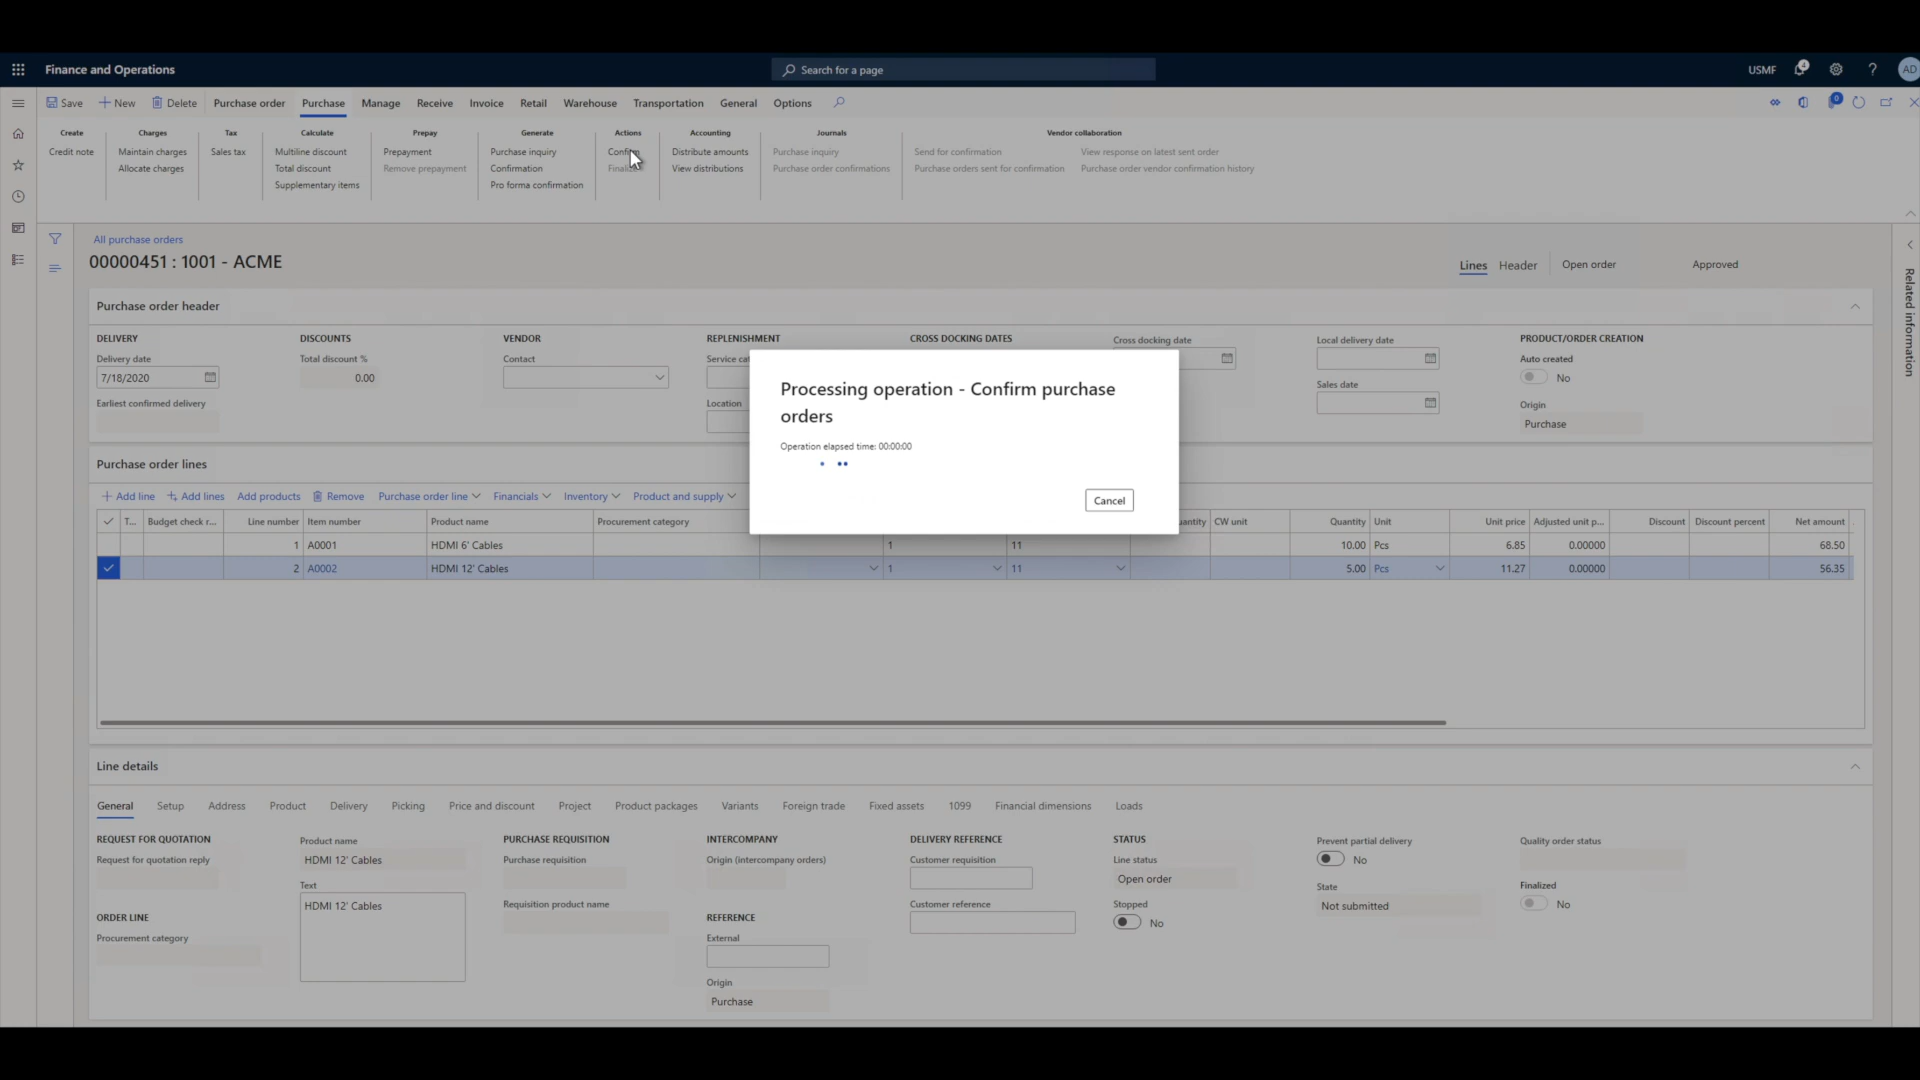 Finance and Operations
Search for a page
USMF
4
?
AD
Save
New
Delete
Purchase order
Purchase
Manage
Receive
Invoice
Retail
Warehouse
Transportation
General
Options
0
Create
Credit note
Charges
Maintain charges
Allocate charges
Tax
Sales tax
Calculate
Multiline discount
Total discount
Supplementary items
Prepay
Prepayment
Remove prepayment
Generate
Purchase inquiry
Confirmation
Pro forma confirmation
Actions
Confirm
Finalize
Accounting
Distribute amounts
View distributions
Journals
Purchase inquiry
Purchase order confirmations
Vendor collaboration
Send for confirmation
Purchase orders sent for confirmation
View response on latest sent order
Purchase order vendor confirmation history
All purchase orders
00000451 : 1001 - ACME
Lines
Header
Open order
Approved
Related information
Purchase order header
DELIVERY
Delivery date
7/18/2020
Earliest confirmed delivery
DISCOUNTS
Total discount %
0.00
VENDOR
Contact
REPLENISHMENT
Service cat
Location
CROSS DOCKING DATES
Cross docking date
Local delivery date
Sales date
PRODUCT/ORDER CREATION
Auto created
No
Origin
Purchase
Processing operation - Confirm purchase
orders
Operation elapsed time: 00:00:00
Cancel
Purchase order lines
Add line
Add lines
Add products
Remove
Purchase order line
Financials
Inventory
Product and supply
T... Budget check r... Line number Item number Product name Procurement category uantity CW unit Quantity Unit Unit price Adjusted unit p... Discount Discount percent Net amount
1 A0001 HDMI 6' Cables 1 11 10.00 Pcs 6.85 0.00000 68.50
2 A0002 HDMI 12' Cables 1 11 5.00 Pcs 11.27 0.00000 56.35
Line details
General
Setup
Address
Product
Delivery
Picking
Price and discount
Project
Product packages
Variants
Foreign trade
Fixed assets
1099
Financial dimensions
Loads
REQUEST FOR QUOTATION
Request for quotation reply
ORDER LINE
Procurement category
Product name
HDMI 12' Cables
Text
HDMI 12' Cables
PURCHASE REQUISITION
Purchase requisition
Requisition product name
INTERCOMPANY
Origin (intercompany orders)
REFERENCE
External
Origin
Purchase
DELIVERY REFERENCE
Customer requisition
Customer reference
STATUS
Line status
Open order
Stopped
No
Prevent partial delivery
No
State
Not submitted
Quality order status
Finalized
No